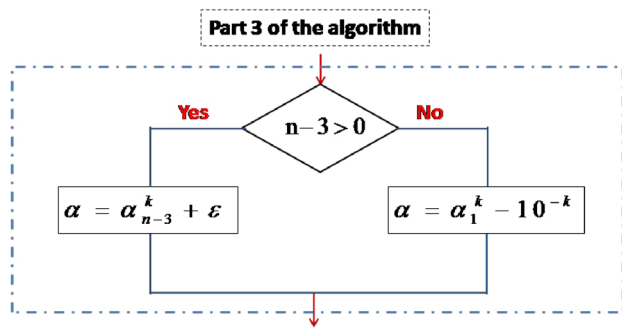 Part 3 of the algorithm
Yes
No
n−3>0
α = α^k_{n−3} + ε
α = α^k_1 − 10^{−k}